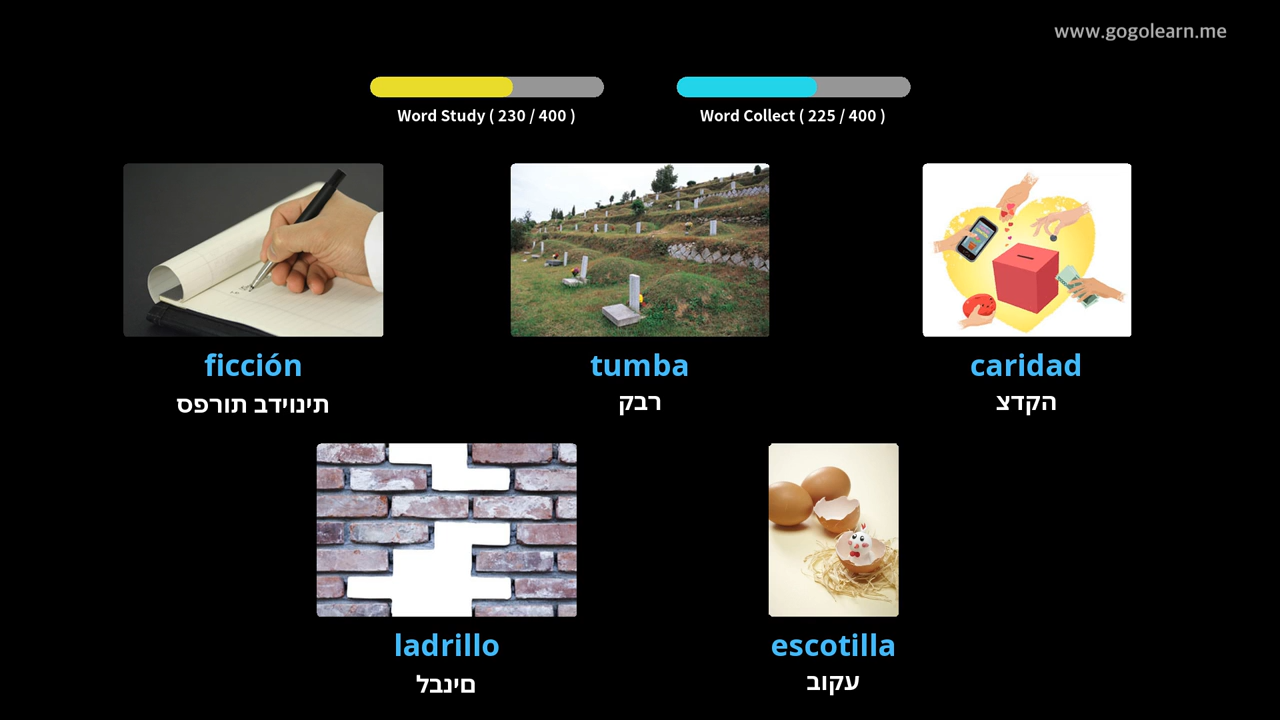 www.gogolearn.me
Word Study ( 230 / 400 )
Word Collect ( 225 / 400 )
ficción
ספרות בדיונית
tumba
קבר
caridad
צדקה
ladrillo
לבנים
escotilla
בוקע